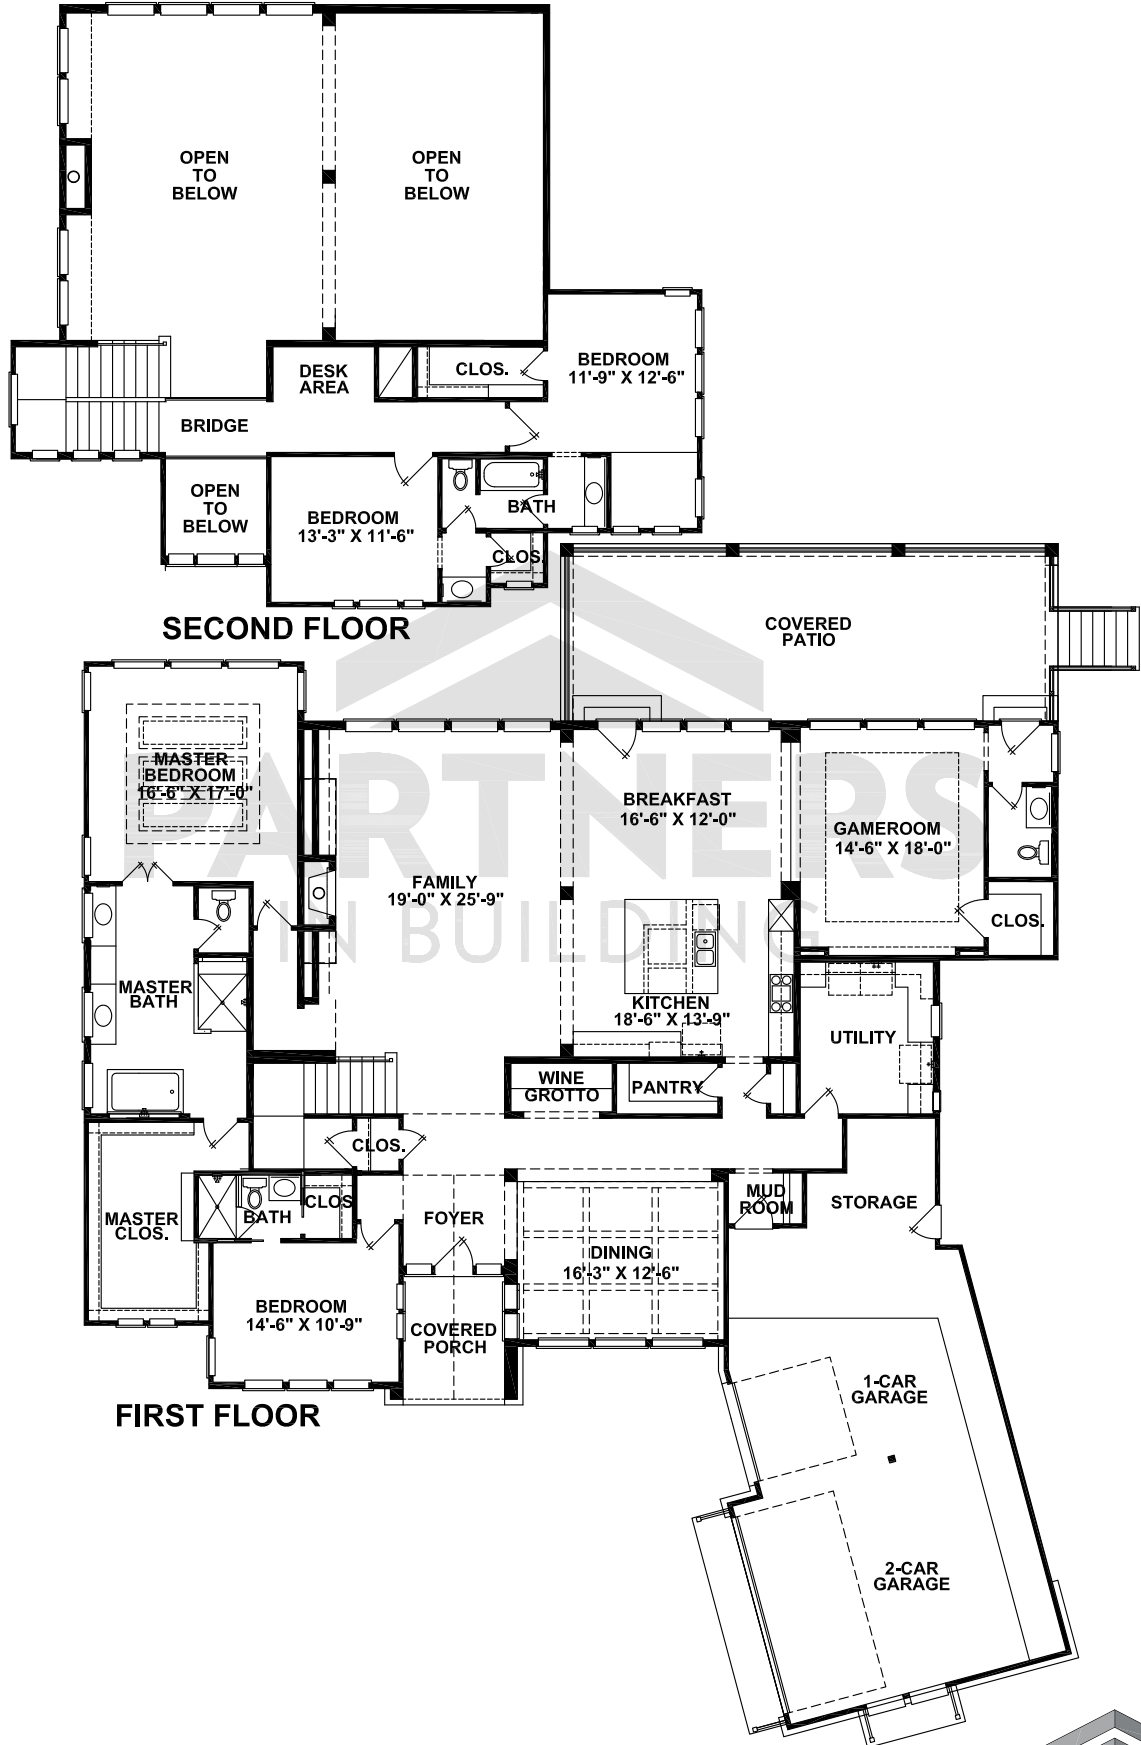 OPEN
TO
BELOW
OPEN
TO
BELOW
DESK
AREA
CLOS.
BEDROOM
11'-9" X 12'-6"
BRIDGE
OPEN
TO
BELOW
BEDROOM
13'-3" X 11'-6"
BATH
CLOS.
SECOND FLOOR
COVERED
PATIO
MASTER
BEDROOM
16'-6" X 17'-0"
PARTNERS
IN BUILDING
BREAKFAST
16'-6" X 12'-0"
GAMEROOM
14'-6" X 18'-0"
FAMILY
19'-0" X 25'-9"
CLOS.
MASTER
BATH
KITCHEN
18'-6" X 13'-9"
UTILITY
WINE
GROTTO
PANTRY
CLOS.
MUD
ROOM
STORAGE
MASTER
CLOS.
BATH
CLOS
FOYER
DINING
16'-3" X 12'-6"
BEDROOM
14'-6" X 10'-9"
COVERED
PORCH
1-CAR
GARAGE
FIRST FLOOR
2-CAR
GARAGE